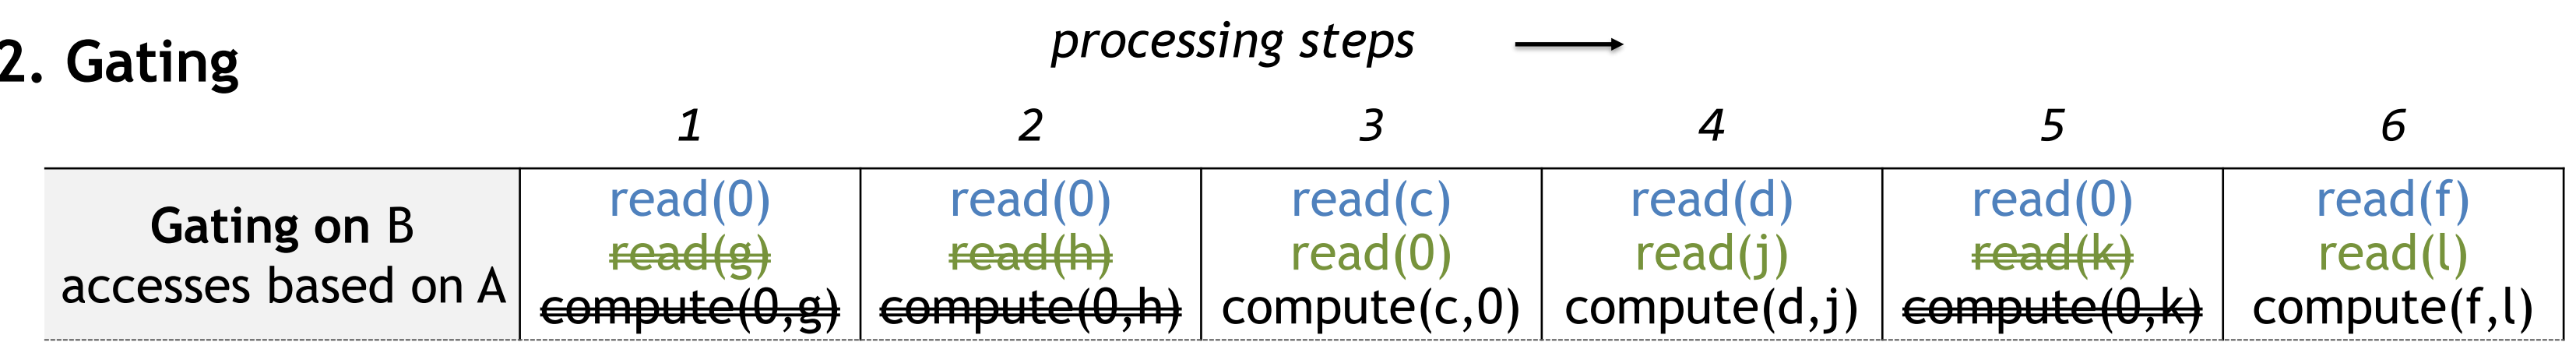 processing steps
2. Gating
1 2 3 4 5 6
read(0) read(0) read(c) read(d) read(0) read(f)
Gating on B read(g) read(h) read(0) read(j) read(k) read(l)
accesses based on A compute(0,g) compute(0,h) compute(c,0) compute(d,j) compute(0,k) compute(f,l)